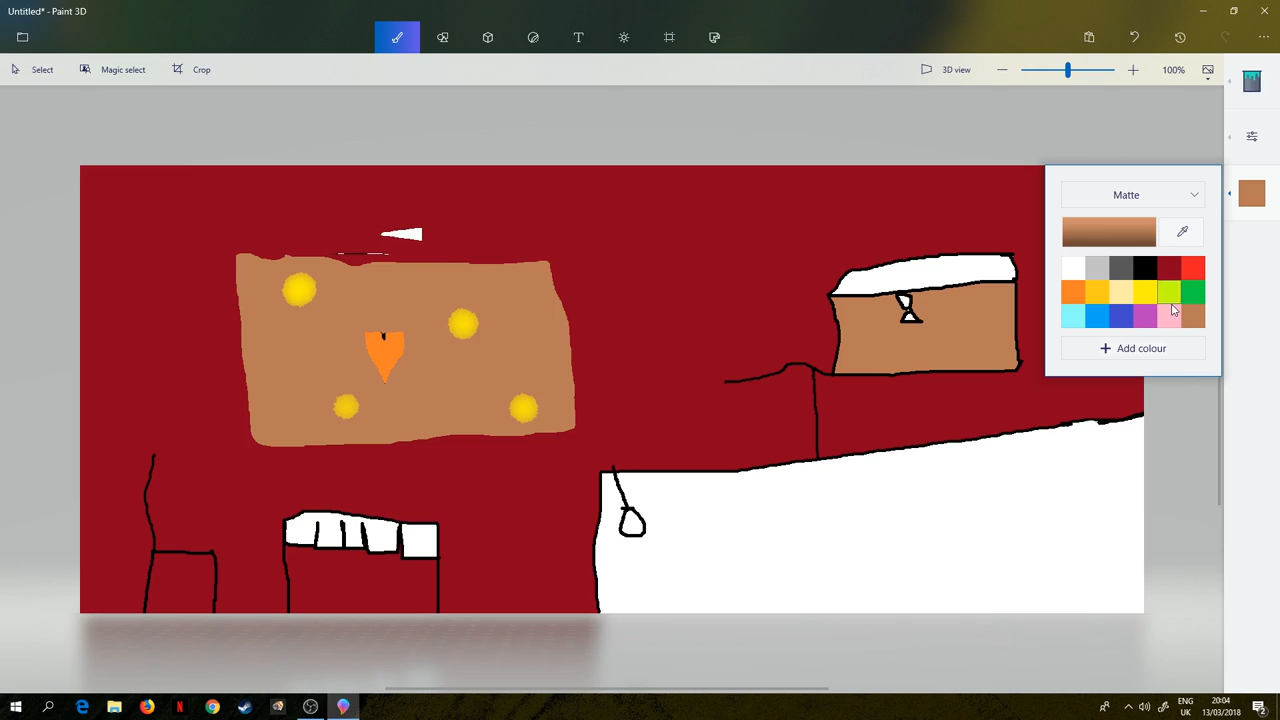 Untitled* - Paint 3D
Select
Magic select
Crop
3D view
100%
Matte
Add colour
ENG
UK
20:04
13/03/2018
2